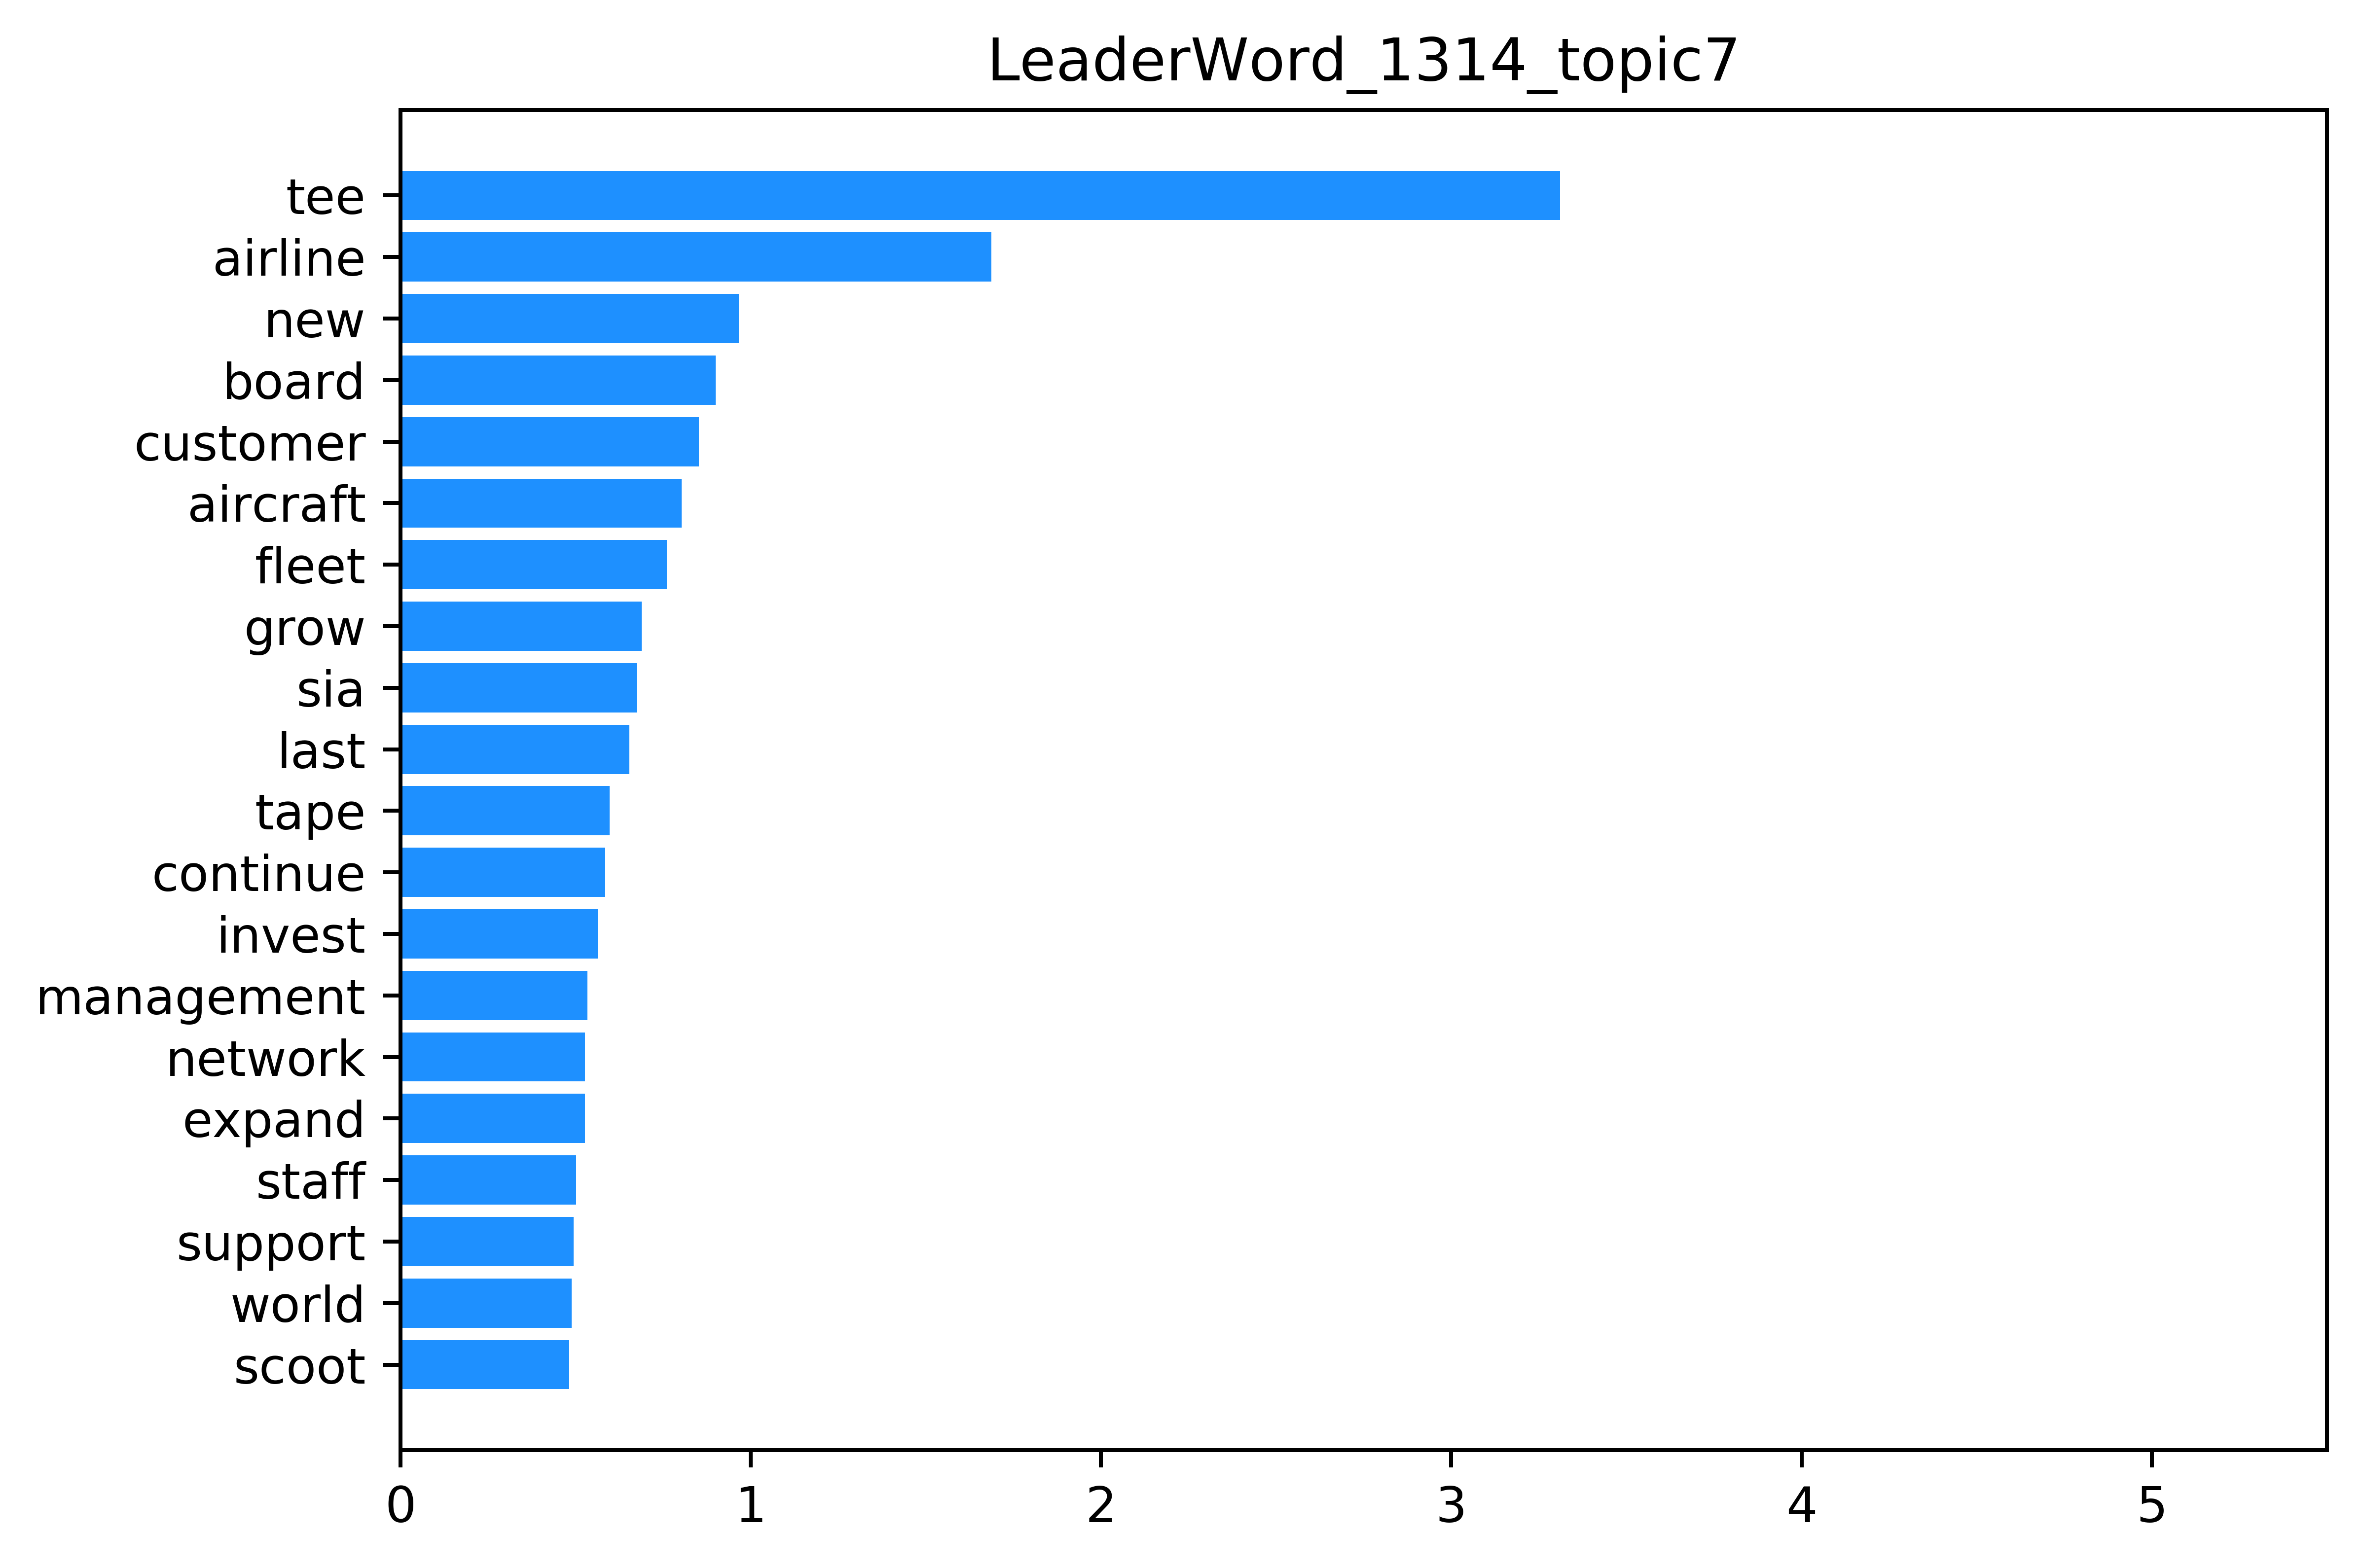 LeaderWord_1314_topic7
tee
airline
new
board
customer
aircraft
fleet
grow
sia
last
tape
continue
invest
management
network
expand
staff
support
world
scoot
0 1 2 3 4 5